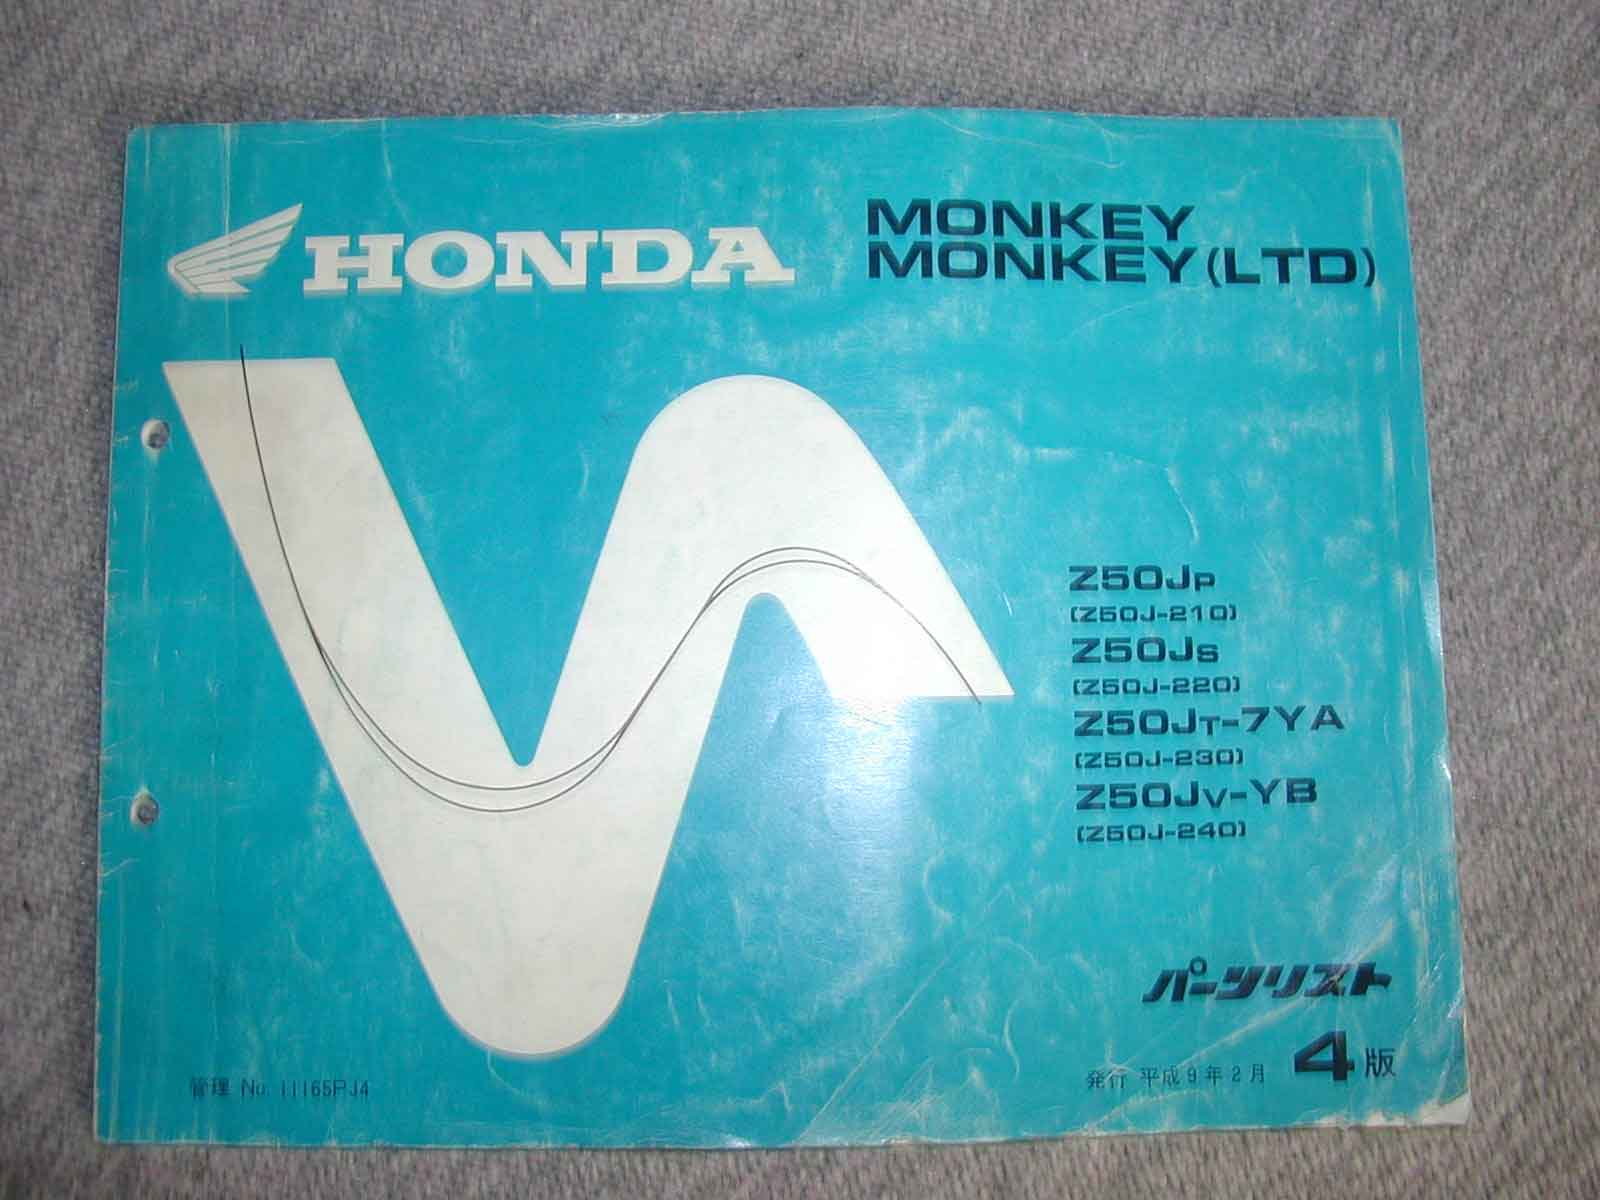 HONDA
MONKEY
MONKEY (LTD)
Z50JP
(Z50J-210)
Z50JS
(Z50J-220)
Z50JT-7YA
(Z50J-230)
Z50JV-YB
(Z50J-240)
パーツリスト
4版
発行 平成9年2月
管理 No. 11165PJ4